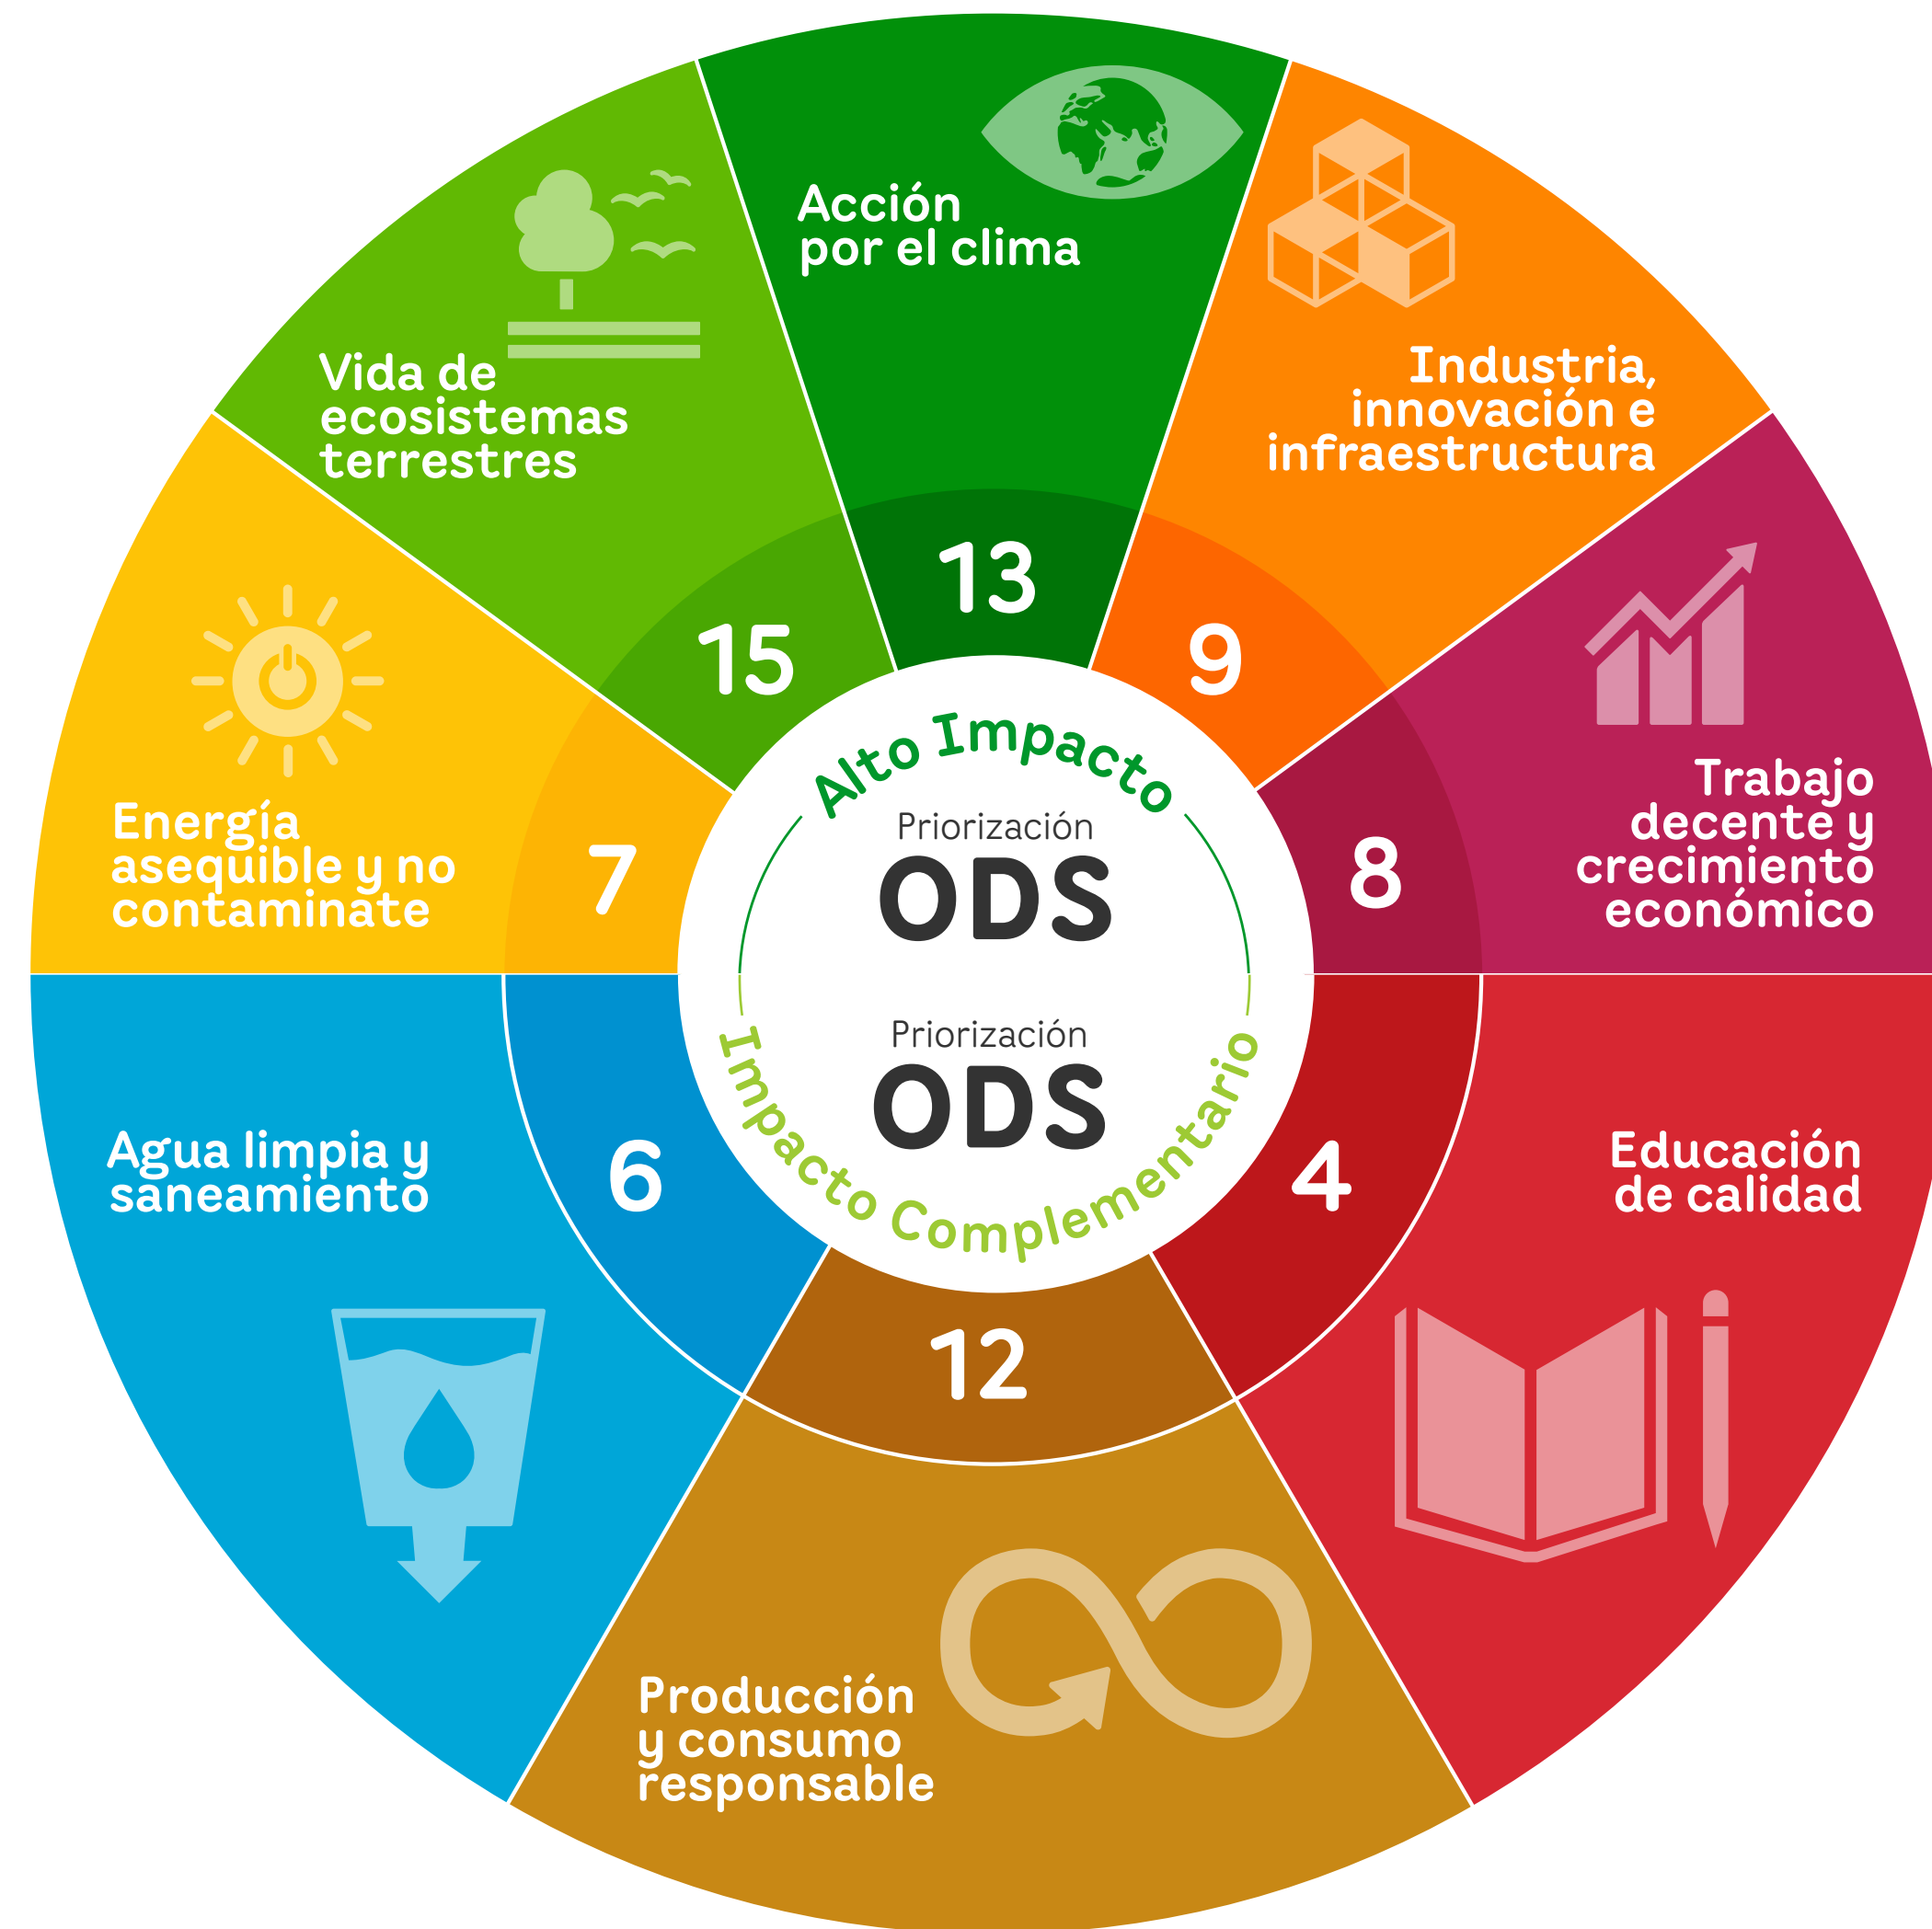 Acción
por el clima
13
Industria,
innovación e
infraestructura
9
Trabajo
decente y
crecimiento
económico
8
Vida de
ecosistemas
terrestres
15
Energía
asequible y no
contaminate
7
Alto Impacto
Priorización
ODS
Priorización
ODS
Impacto Complementario
Agua limpia y
saneamiento
6
Educación
de calidad
4
12
Producción
y consumo
responsable